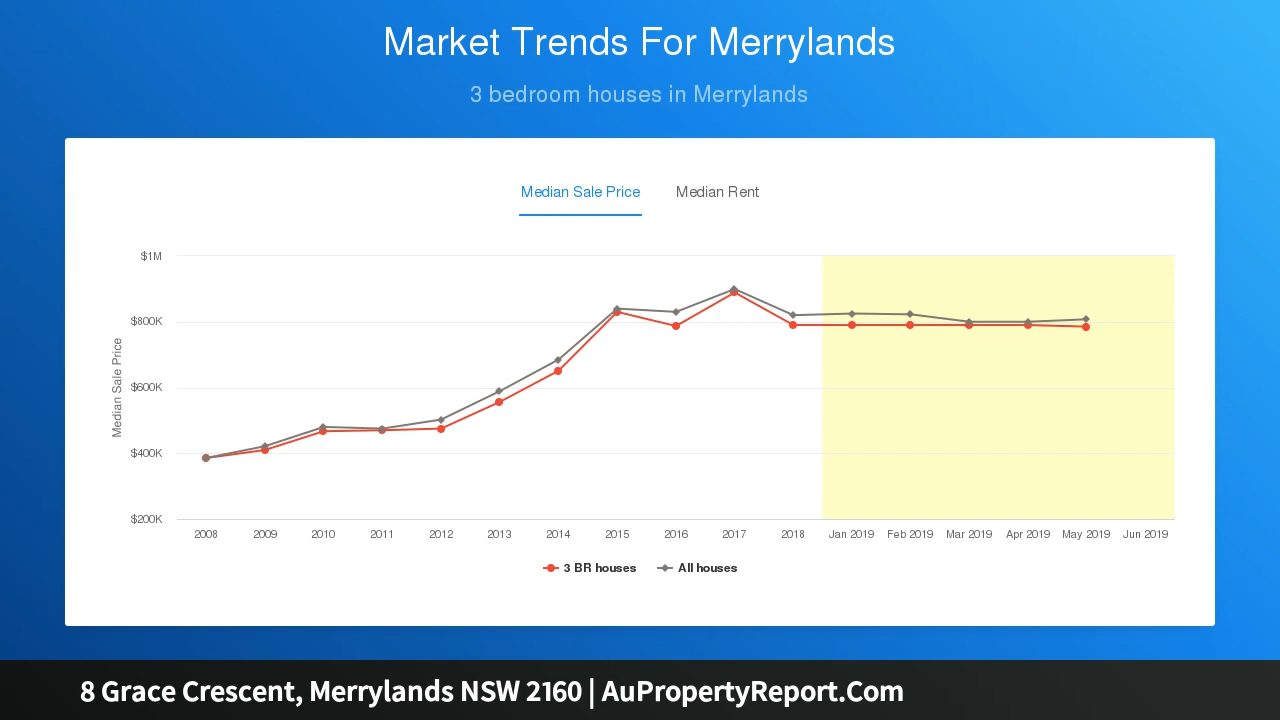 Market Trends For Merrylands
3 bedroom houses in Merrylands
Median Sale Price Median Rent
Median Sale Price
$1M
$800K
$600K
$400K
$200K
2008 2009 2010 2011 2012 2013 2014 2015 2016 2017 2018 Jan 2019 Feb 2019 Mar 2019 Apr 2019 May 2019 Jun 2019
3 BR houses All houses
8 Grace Crescent, Merrylands NSW 2160 | AuPropertyReport.Com